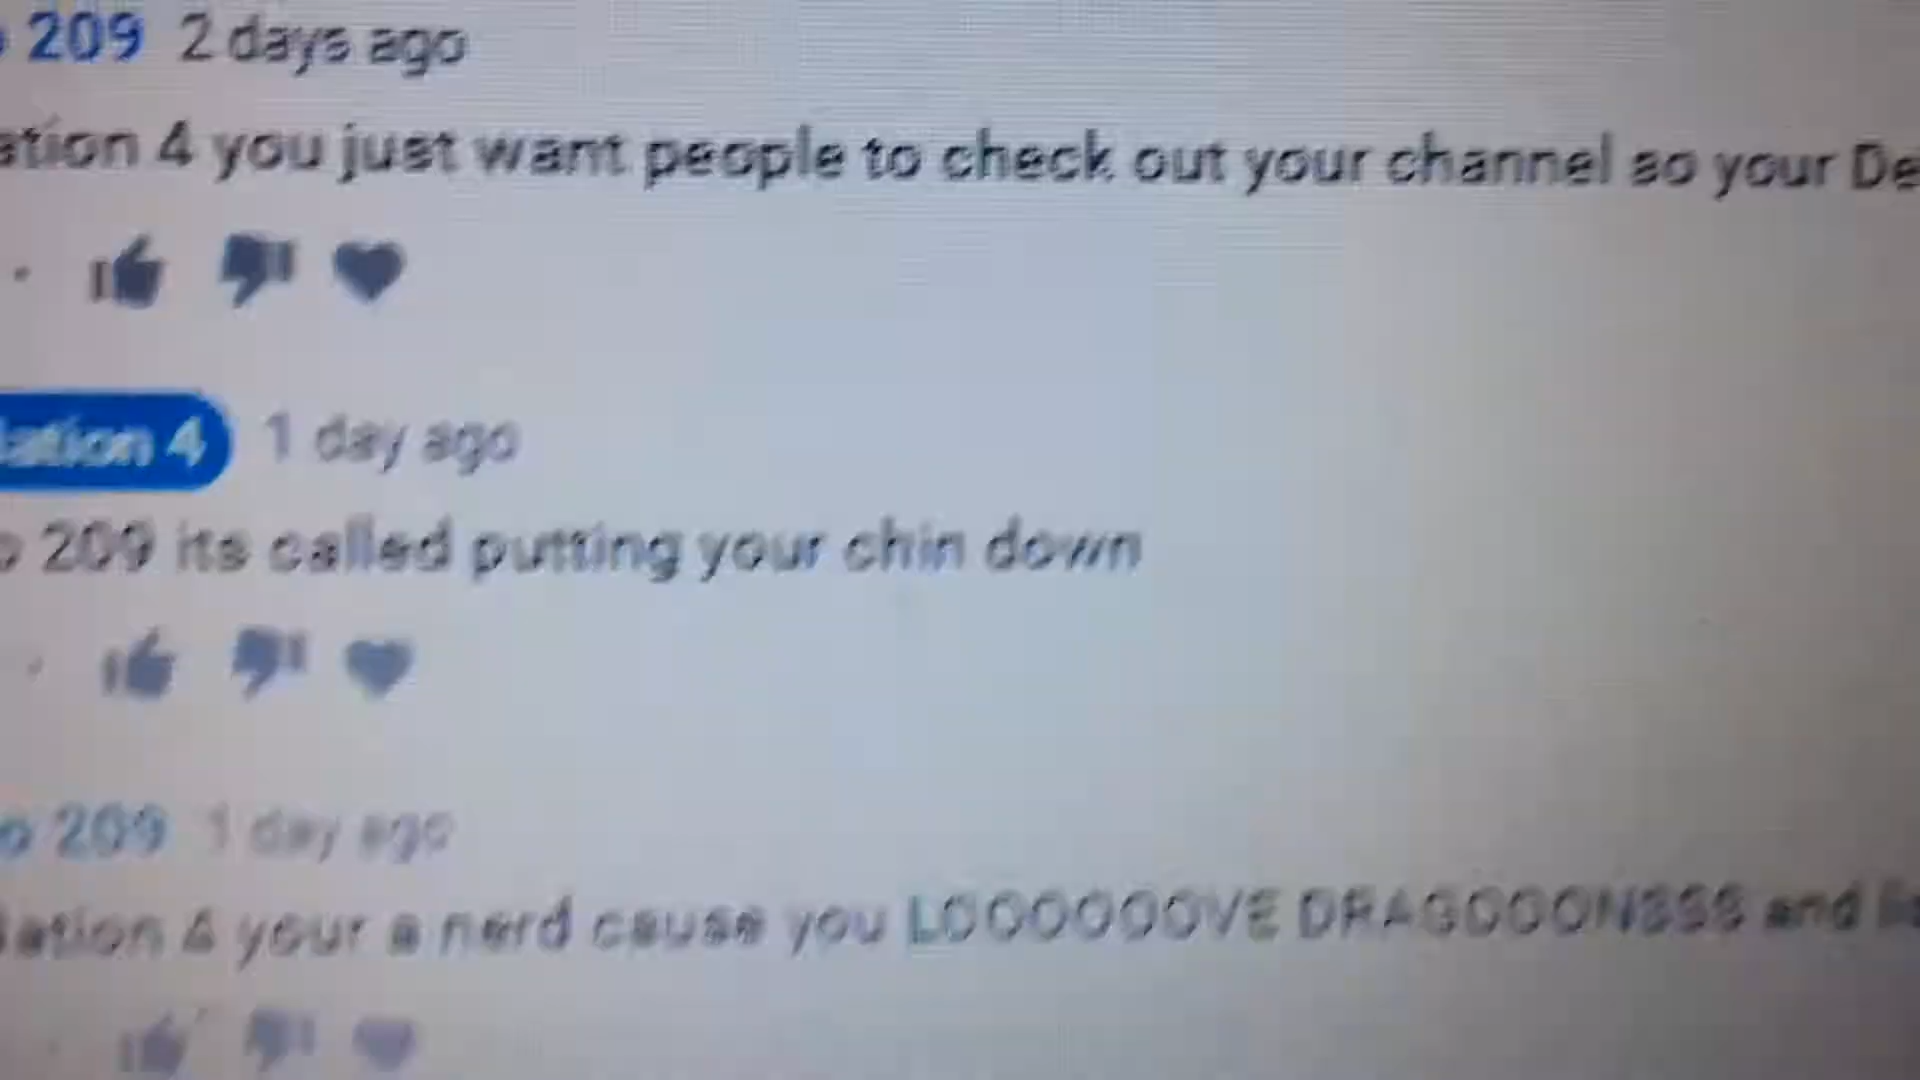 209 2 days ago
ation 4 you just want people to check out your channel so your De
lation 4 1 day ago
o 209 its called putting your chin down
o 209 1 day ago
lation 4 your a nerd cause you LOOOOOOVE DRAGOOONSSS and lis